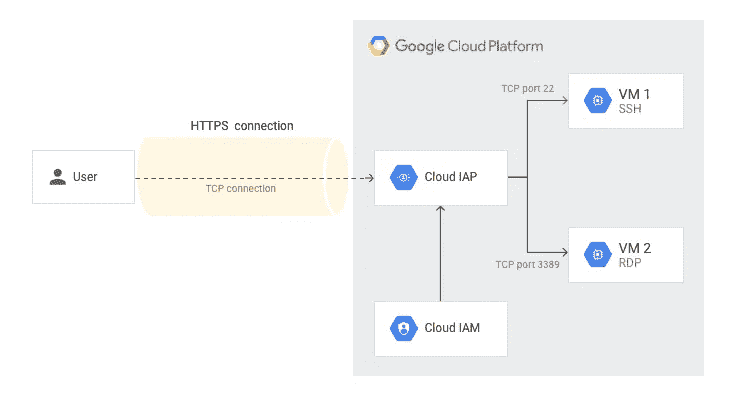 Google Cloud Platform
TCP port 22
VM 1
SSH
HTTPS connection
User
TCP connection
Cloud IAP
VM 2
RDP
TCP port 3389
Cloud IAM